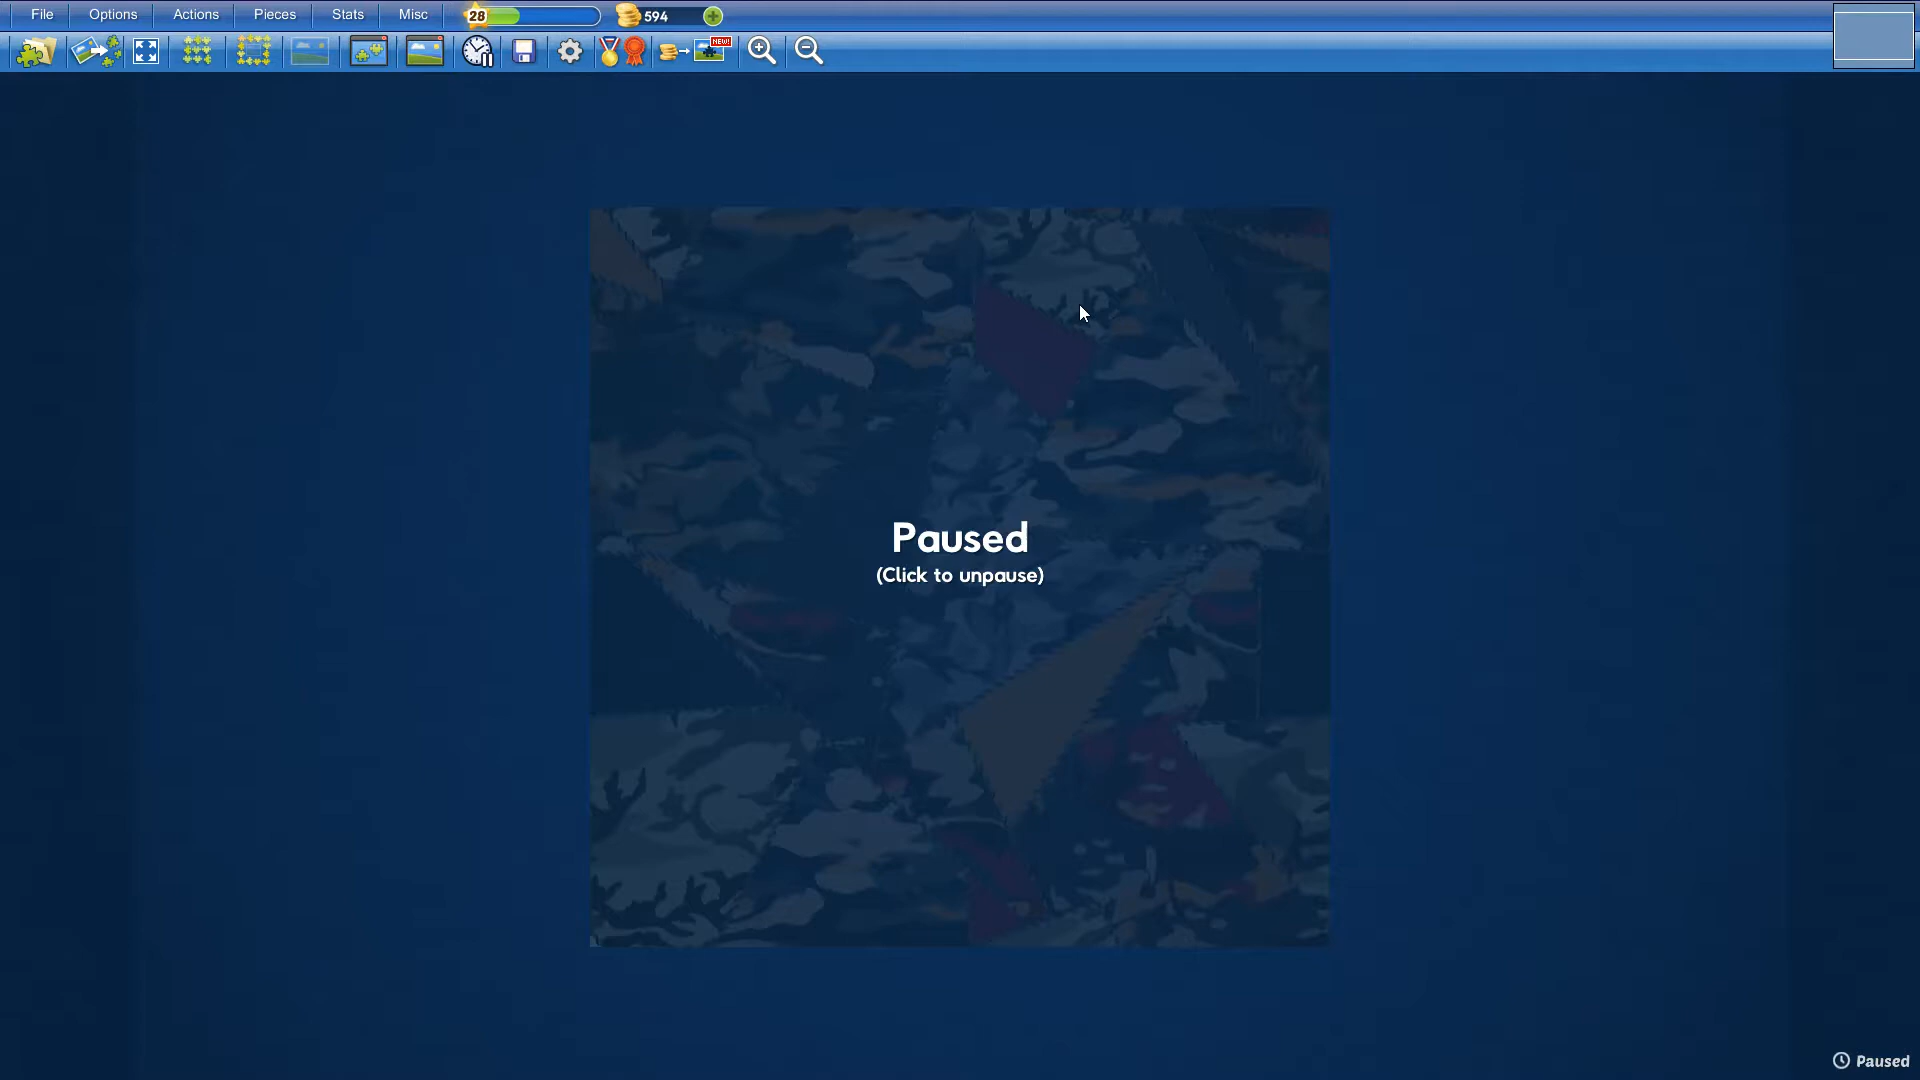 File Options Actions Pieces Stats Misc 28 594
NEW!
Paused
(Click to unpause)
Paused